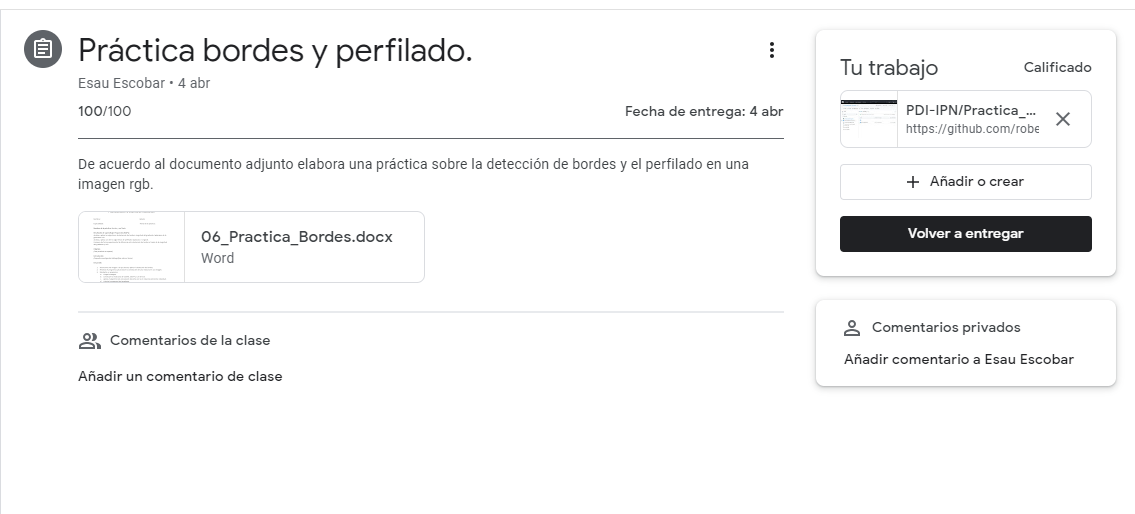 Práctica bordes y perfilado.
Esau Escobar • 4 abr
100/100
Fecha de entrega: 4 abr
De acuerdo al documento adjunto elabora una práctica sobre la detección de bordes y el perfilado en una
imagen rgb.
06_Practica_Bordes.docx
Word
Comentarios de la clase
Añadir un comentario de clase
Tu trabajo
Calificado
PDI-IPN/Practica_...
https://github.com/robe
Añadir o crear
Volver a entregar
Comentarios privados
Añadir comentario a Esau Escobar